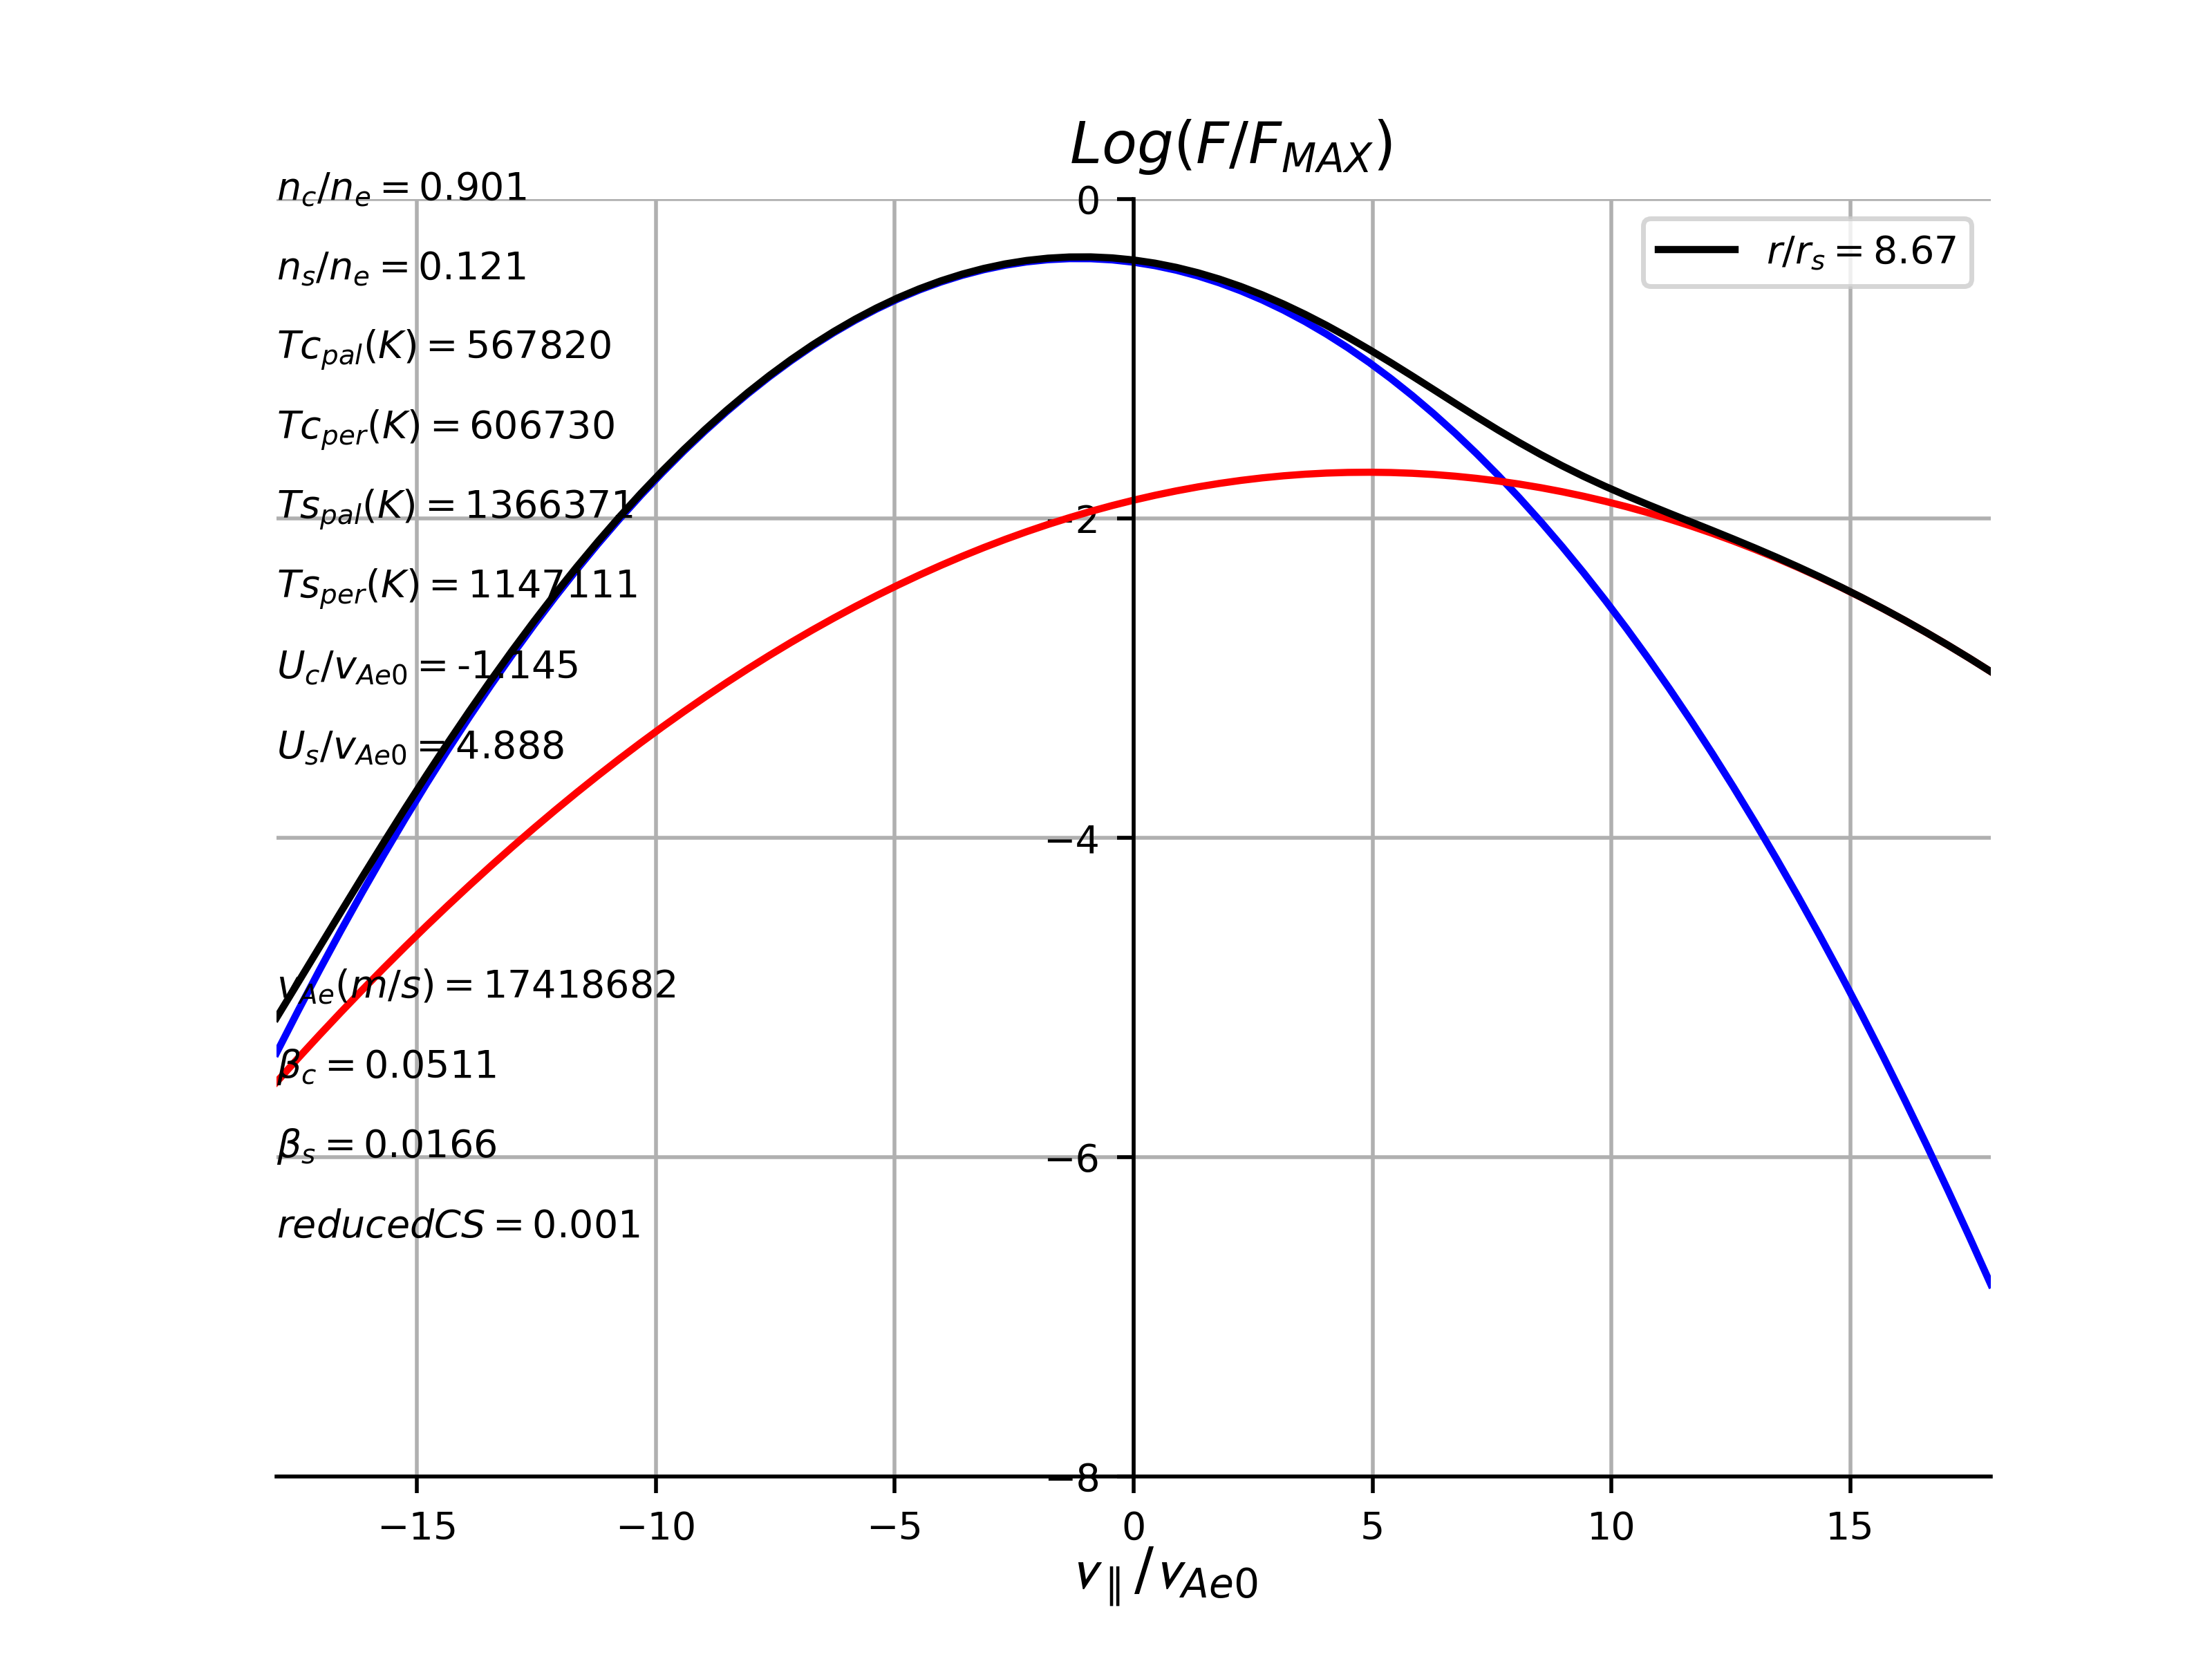 Log(F/F_MAX)
n_c/n_e = 0.901
0
r/r_s = 8.67
n_s/n_e = 0.121
Tc_pal(K) = 567820
Tc_per(K) = 606730
Ts_pal(K) = 1366371
−2
Ts_per(K) = 1147111
U_c/v_Ae0 = -1.145
U_s/v_Ae0 = 4.888
−4
v_Ae(m/s) = 17418682
β_c = 0.0511
β_s = 0.0166
−6
reducedCS = 0.001
−8
−15 −10 −5 0 5 10 15
v_∥/v_Ae0